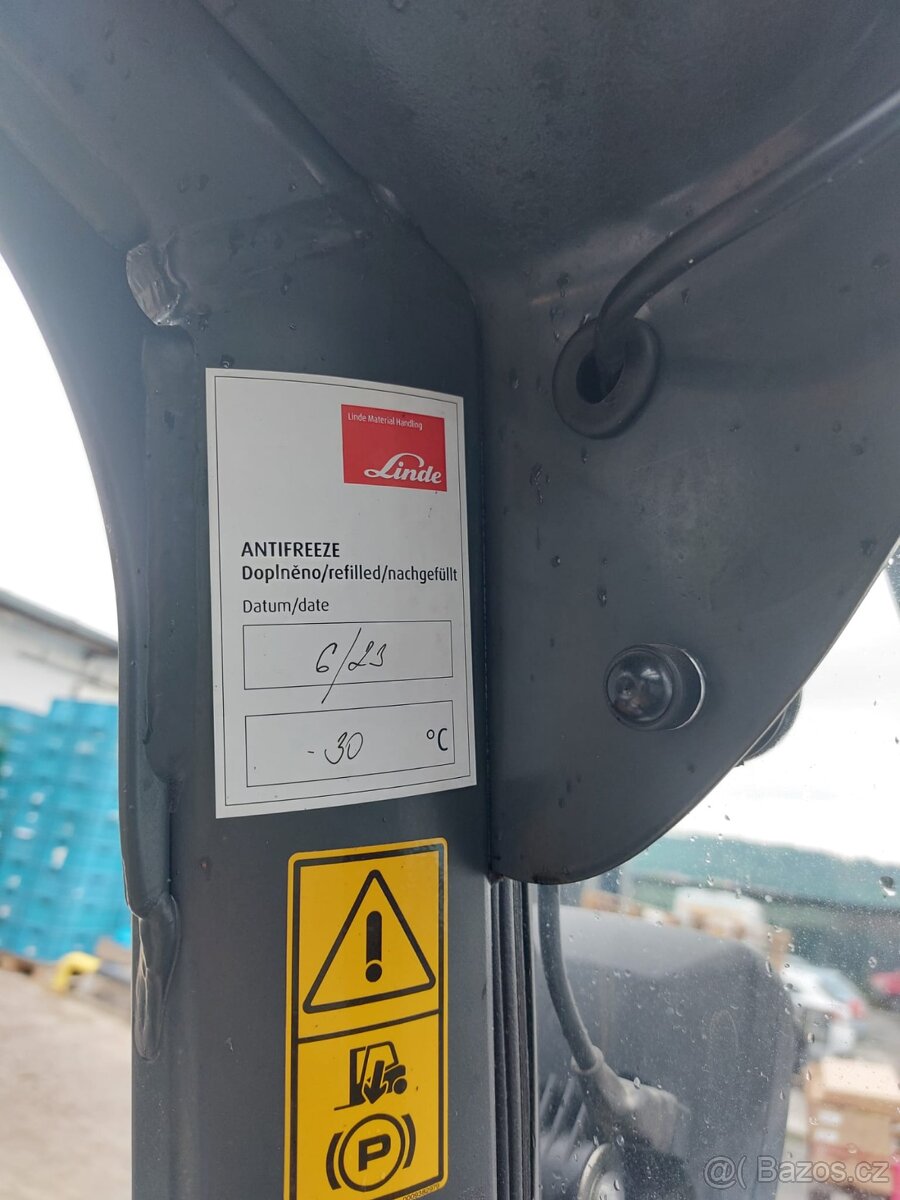 Linde Material Handling
Linde
ANTIFREEZE
Doplněno/refilled/nachgefüllt
Datum/date
6/23
-30 °C
P
@( Bazos.cz